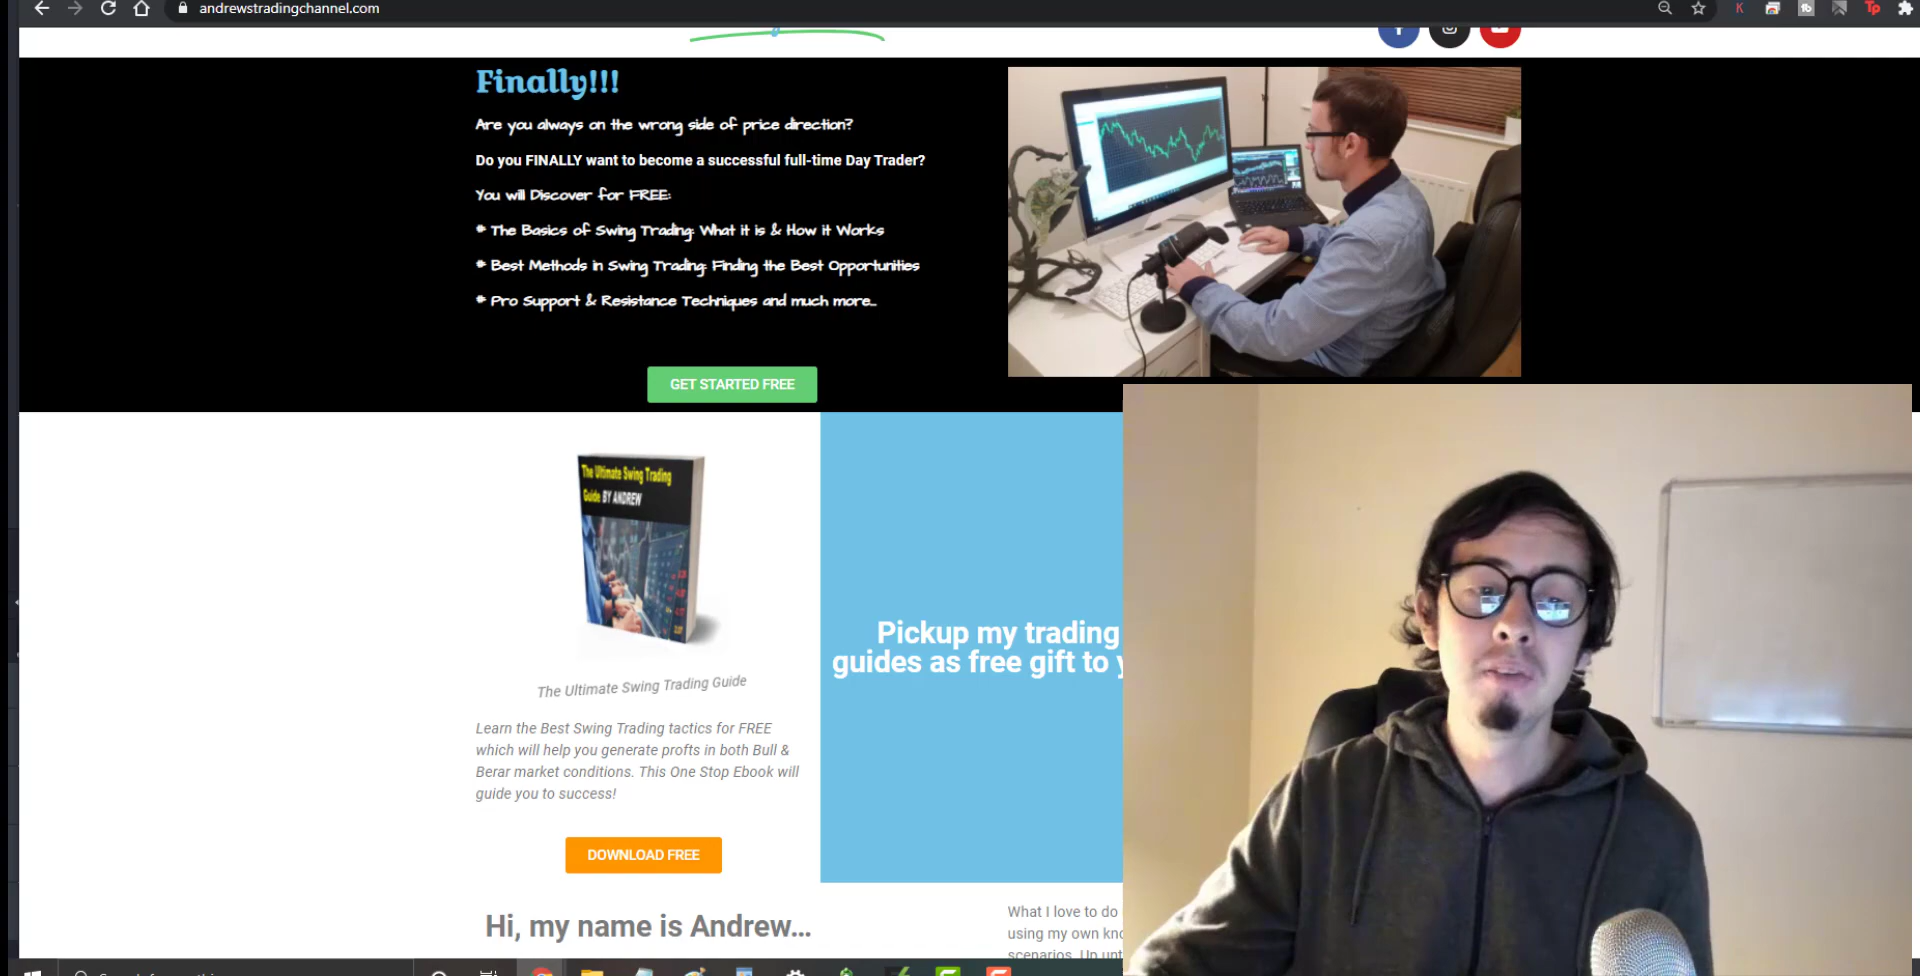 andrewstradingchannel.com
Finally!!!
Are you always on the wrong side of price direction?
Do you FINALLY want to become a successful full-time Day Trader?
You will Discover for FREE:
* The Basics of Swing Trading: What it is & How it Works
* Best Methods in Swing Trading: Finding the Best Opportunities
* Pro Support & Resistance Techniques and much more...
GET STARTED FREE
The Ultimate Swing Trading
Guide BY ANDREW
The Ultimate Swing Trading Guide
Learn the Best Swing Trading tactics for FREE
which will help you generate profts in both Bull &
Berar market conditions. This One Stop Ebook will
guide you to success!
DOWNLOAD FREE
Pickup my trading
guides as free gift to
Hi, my name is Andrew...
What I love to do
using my own
scenarios. Up